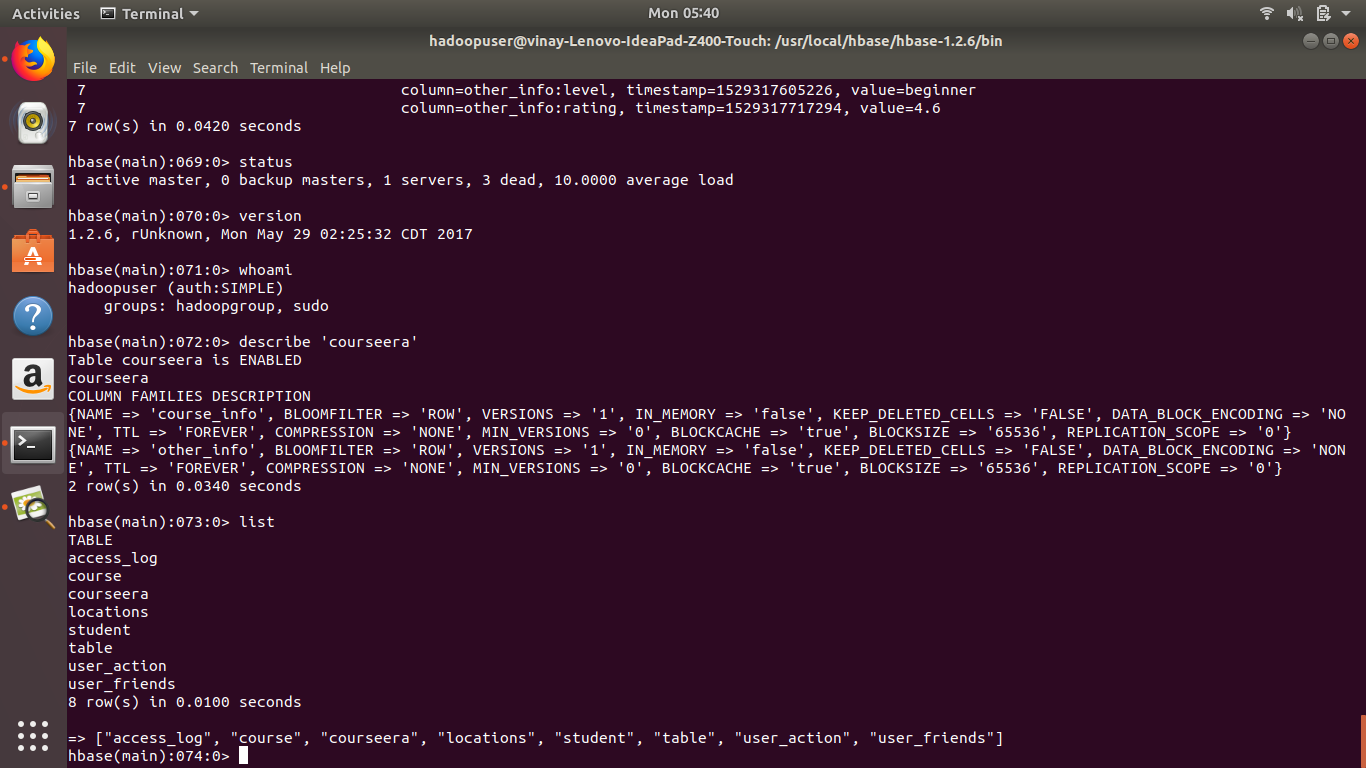 Activities Terminal Mon 05:40
hadoopuser@vinay-Lenovo-IdeaPad-Z400-Touch: /usr/local/hbase/hbase-1.2.6/bin
File Edit View Search Terminal Help
7 column=other_info:level, timestamp=1529317605226, value=beginner
7 column=other_info:rating, timestamp=1529317717294, value=4.6
7 row(s) in 0.0420 seconds
hbase(main):069:0> status
1 active master, 0 backup masters, 1 servers, 3 dead, 10.0000 average load
hbase(main):070:0> version
1.2.6, rUnknown, Mon May 29 02:25:32 CDT 2017
hbase(main):071:0> whoami
hadoopuser (auth:SIMPLE)
groups: hadoopgroup, sudo
hbase(main):072:0> describe 'courseera'
Table courseera is ENABLED
courseera
COLUMN FAMILIES DESCRIPTION
{NAME => 'course_info', BLOOMFILTER => 'ROW', VERSIONS => '1', IN_MEMORY => 'false', KEEP_DELETED_CELLS => 'FALSE', DATA_BLOCK_ENCODING => 'NO
NE', TTL => 'FOREVER', COMPRESSION => 'NONE', MIN_VERSIONS => '0', BLOCKCACHE => 'true', BLOCKSIZE => '65536', REPLICATION_SCOPE => '0'}
{NAME => 'other_info', BLOOMFILTER => 'ROW', VERSIONS => '1', IN_MEMORY => 'false', KEEP_DELETED_CELLS => 'FALSE', DATA_BLOCK_ENCODING => 'NON
E', TTL => 'FOREVER', COMPRESSION => 'NONE', MIN_VERSIONS => '0', BLOCKCACHE => 'true', BLOCKSIZE => '65536', REPLICATION_SCOPE => '0'}
2 row(s) in 0.0340 seconds
hbase(main):073:0> list
TABLE
access_log
course
courseera
locations
student
table
user_action
user_friends
8 row(s) in 0.0100 seconds
=> ["access_log", "course", "courseera", "locations", "student", "table", "user_action", "user_friends"]
hbase(main):074:0>